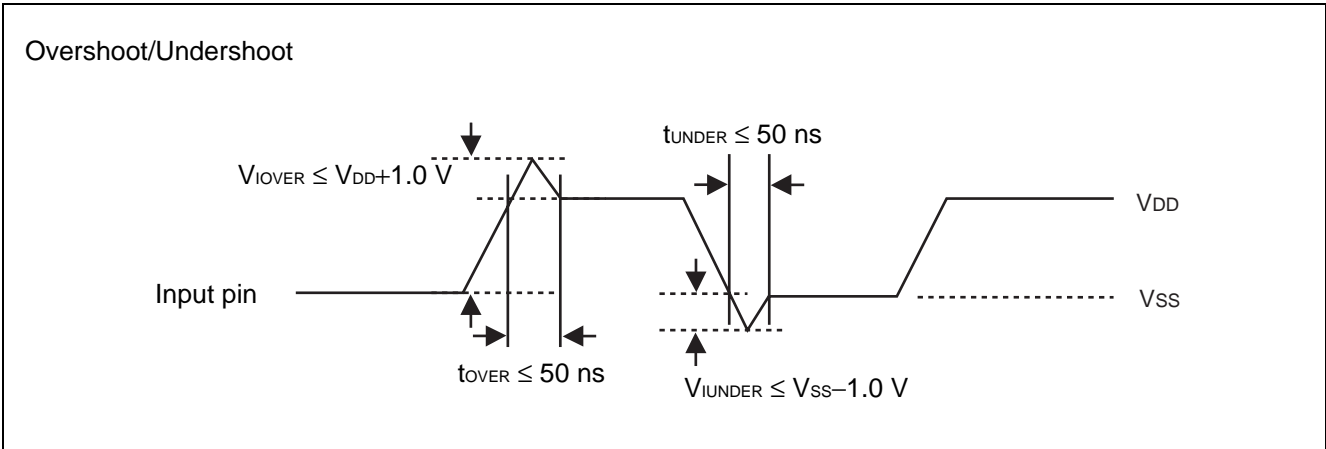 Overshoot/Undershoot
tUNDER ≤ 50 ns
VIOVER ≤ VDD+1.0 V
VDD
Input pin
VSS
tOVER ≤ 50 ns
VIUNDER ≤ VSS−1.0 V